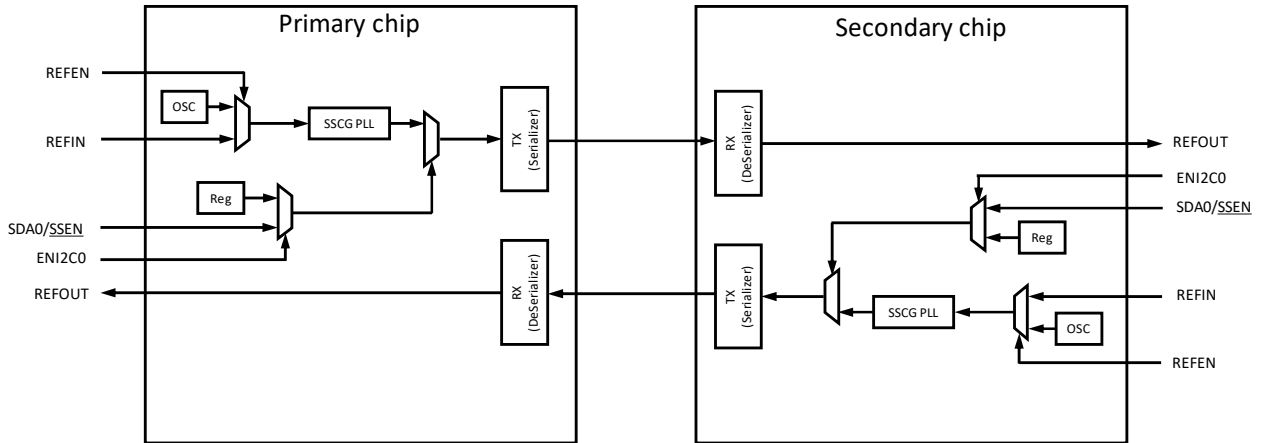 Primary chip
REFEN
OSC
REFIN
SSCG PLL
TX
(Serializer)
Reg
SDA0/SSEN
ENI2C0
REFOUT
RX
(DeSerializer)
Secondary chip
RX
(DeSerializer)
REFOUT
ENI2C0
SDA0/SSEN
Reg
TX
(Serializer)
SSCG PLL
REFIN
OSC
REFEN